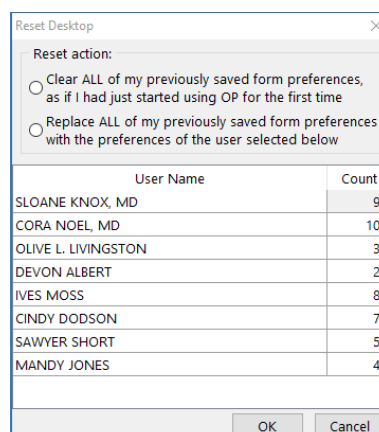 Reset Desktop
Reset action:
Clear ALL of my previously saved form preferences,
as if I had just started using OP for the first time
Replace ALL of my previously saved form preferences
with the preferences of the user selected below
User Name Count
SLOANE KNOX, MD 9
CORA NOEL, MD 10
OLIVE L. LIVINGSTON 3
DEVON ALBERT 2
IVES MOSS 8
CINDY DODSON 7
SAWYER SHORT 5
MANDY JONES 4
OK Cancel